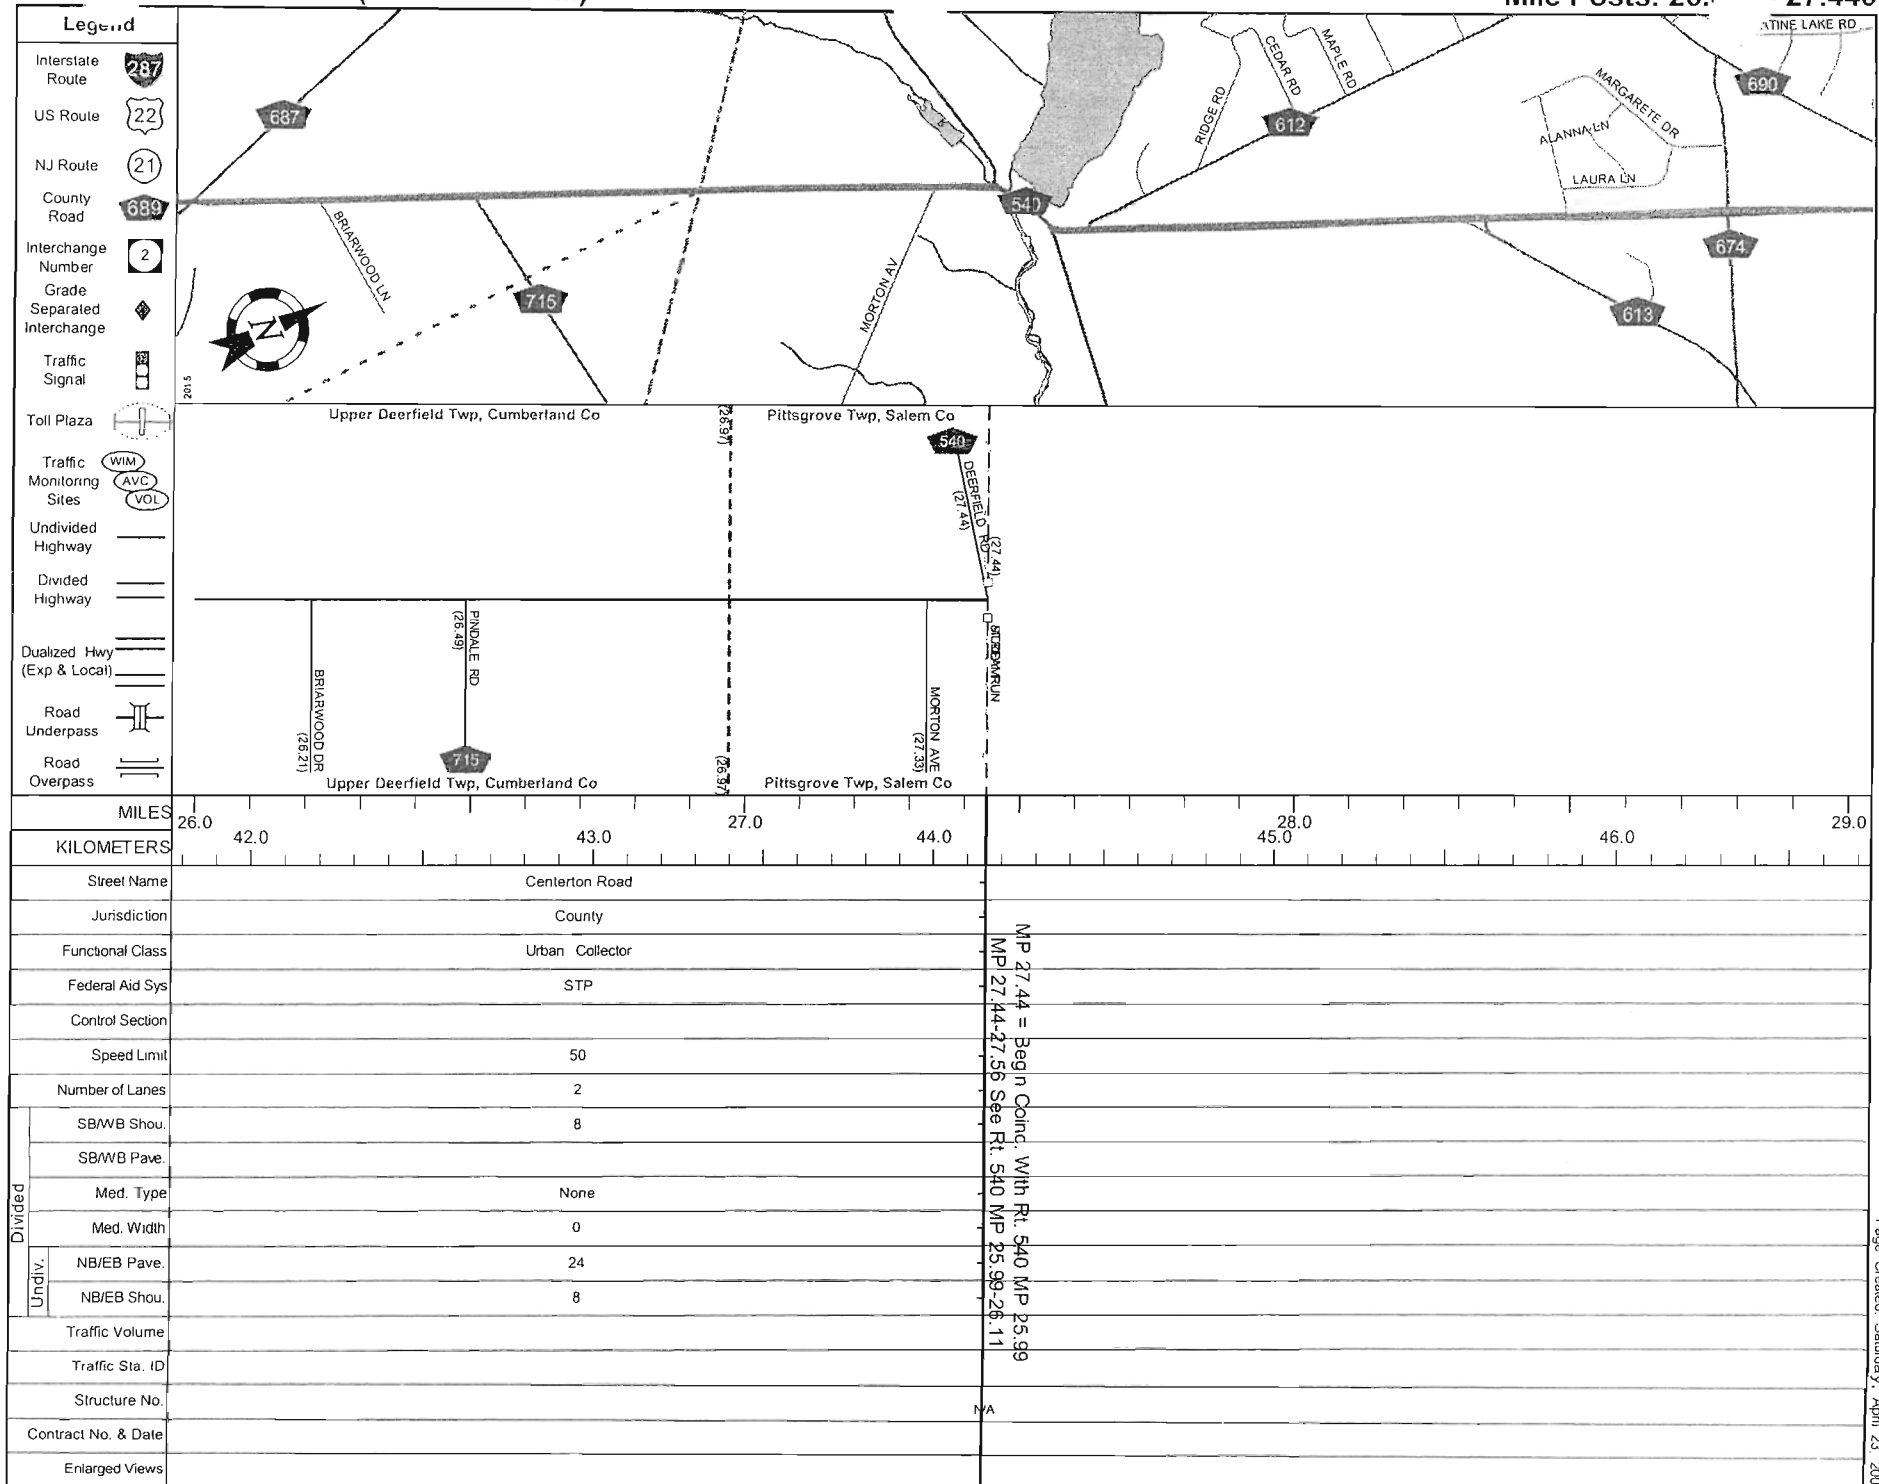 Mile Posts: 26. 27.440
Legend
Interstate
Route
287
US Route
22
NJ Route
21
County
Road
689
Interchange
Number
2
Grade
Separated
Interchange
Traffic
Signal
Toll Plaza
Traffic
Monitoring
Sites
WIM
AVC
VOL
Undivided
Highway
Divided
Highway
Dualized Hwy
(Exp & Local)
Road
Underpass
Road
Overpass
687
BRIARWOOD LN
715
N
MORTON AV
540
RIDGE RD
CEDAR RD
MAPLE RD
612
MARGARETE DR
ALANNA LN
LAURA LN
690
TINE LAKE RD
674
613
Upper Deerfield Twp, Cumberland Co
(26.97)
Pittsgrove Twp, Salem Co
540
DEERFIELD RD
(27.44)
(27.44)
BRIARWOOD DR
(26.21)
PINDALE RD
(26.49)
715
MORTON AVE
(27.33)
Upper Deerfield Twp, Cumberland Co
(26.97)
Pittsgrove Twp, Salem Co
MILES
26.0 27.0 28.0 29.0
KILOMETERS
42.0 43.0 44.0 45.0 46.0
Street Name Centerton Road
Jurisdiction County
Functional Class Urban Collector
Federal Aid Sys STP
Control Section
Speed Limit 50
Number of Lanes 2
Divided
SB/WB Shou. 8
SB/WB Pave.
Med. Type None
Med. Width 0
Undiv.
NB/EB Pave. 24
NB/EB Shou. 8
Traffic Volume
Traffic Sta. ID
Structure No. N/A
Contract No. & Date
Enlarged Views
MP 27.44 = Begin Coinc. With Rt. 540 MP 25.99
MP 27.44-27.56 See Rt. 540 MP 25.99-26.11
Page Created: Saturday, April 23, 200